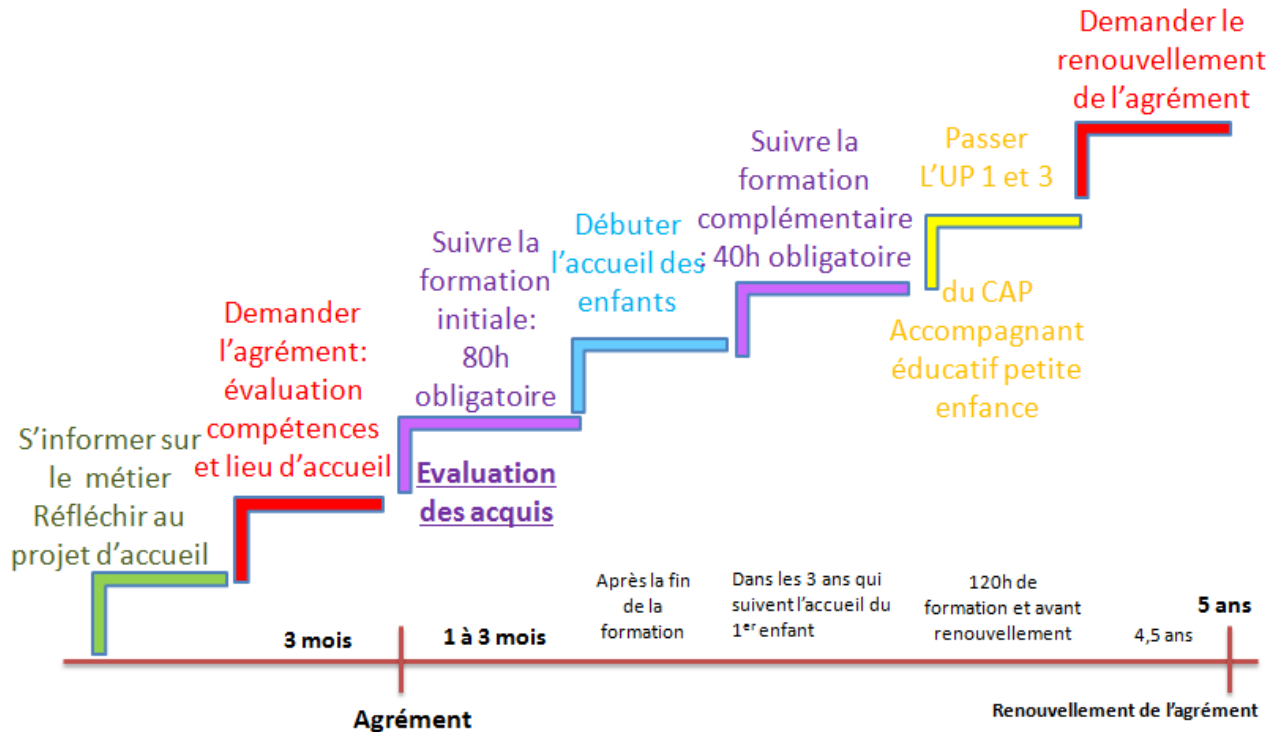 S'informer sur
le métier
Réfléchir au
projet d'accueil
Demander
l'agrément:
évaluation
compétences
et lieu d'accueil
Suivre la
formation
initiale:
80h
obligatoire
Evaluation
des acquis
Débuter
l'accueil des
enfants
Suivre la
formation
complémentaire
: 40h obligatoire
Passer
L'UP 1 et 3
du CAP
Accompagnant
éducatif petite
enfance
Demander le
renouvellement
de l'agrément
3 mois
1 à 3 mois
Après la fin
de la
formation
Dans les 3 ans qui
suivent l'accueil du
1er enfant
120h de
formation et avant
renouvellement
4,5 ans
5 ans
Agrément
Renouvellement de l'agrément